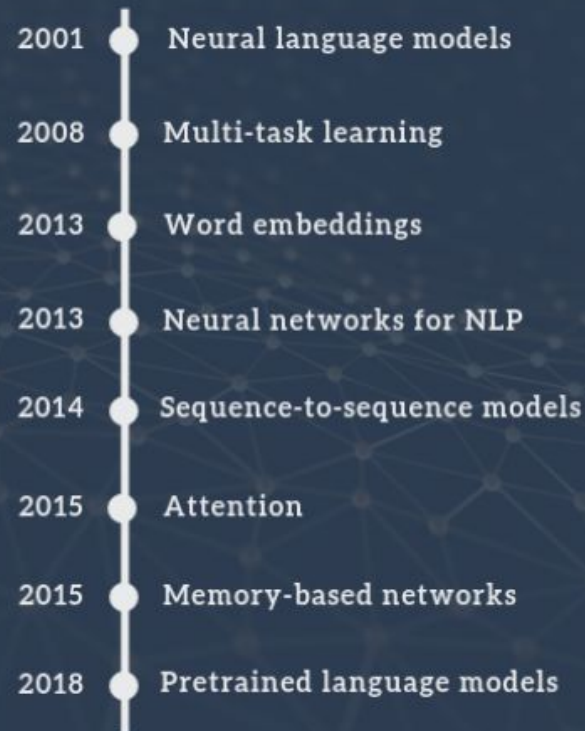 2001 Neural language models
2008 Multi-task learning
2013 Word embeddings
2013 Neural networks for NLP
2014 Sequence-to-sequence models
2015 Attention
2015 Memory-based networks
2018 Pretrained language models